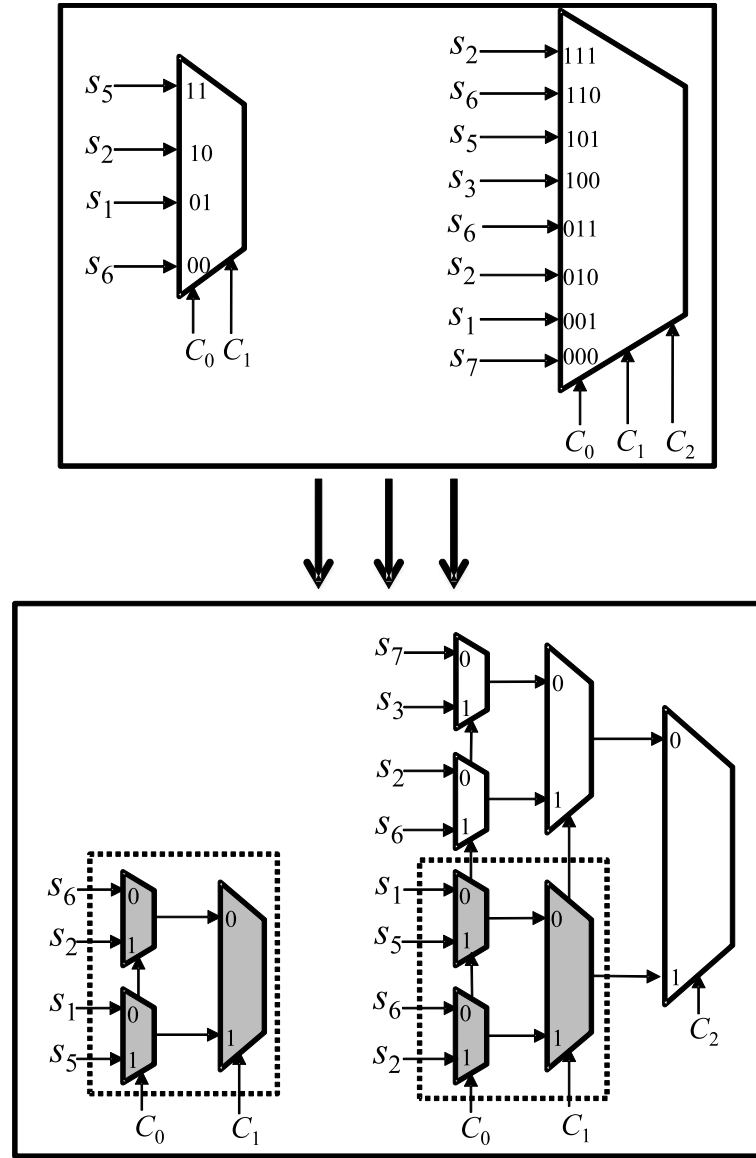 S5 11
S2 10
S1 01
S6 00
C0 C1
S2 111
S6 110
S5 101
S3 100
S6 011
S2 010
S1 001
S7 000
C0 C1 C2
S6 0
S2 1
S1 0
S5 1
0
1
C0 C1
S7 0
S3 1
S2 0
S6 1
0
1
S1 0
S5 1
S6 0
S2 1
0
1
0
1
C0 C1
C2